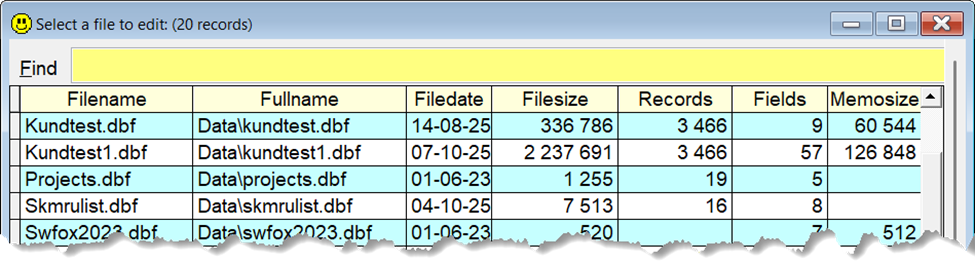 Select a file to edit: (20 records)
Find
Filename Fullname Filedate Filesize Records Fields Memosize
Kundtest.dbf Data\kundtest.dbf 14-08-25 336 786 3 466 9 60 544
Kundtest1.dbf Data\kundtest1.dbf 07-10-25 2 237 691 3 466 57 126 848
Projects.dbf Data\projects.dbf 01-06-23 1 255 19 5
Skmrulist.dbf Data\skmrulist.dbf 04-10-25 7 513 16 8
Swfox2023.dbf Data\swfox2023.dbf 01-06-23 520 7 512